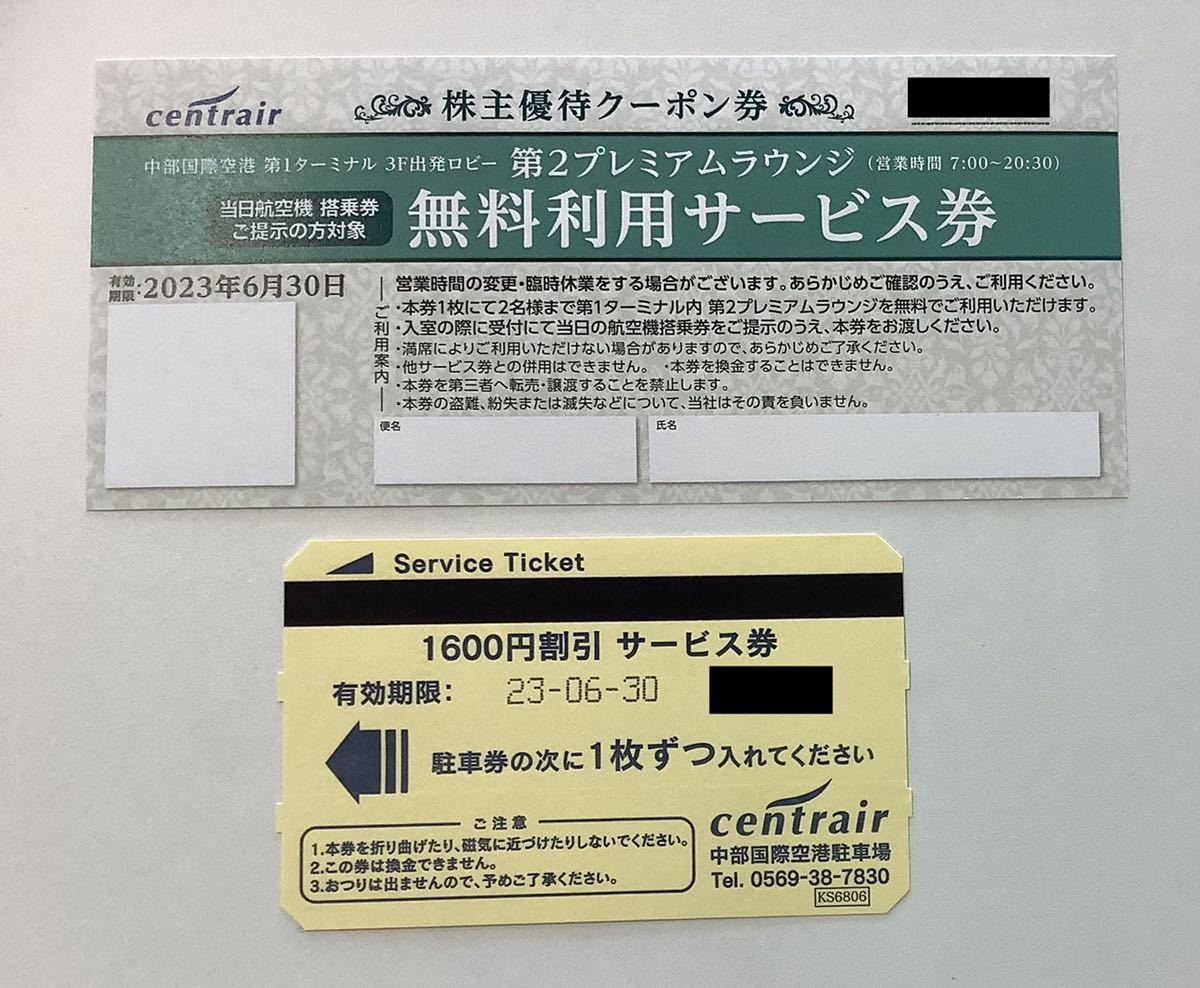 centrair
株主優待クーポン券
中部国際空港 第1ターミナル 3F出発ロビー 第2プレミアムラウンジ (営業時間 7:00~20:30)
当日航空機 搭乗券
ご提示の方対象
無料利用サービス券
有効期限:2023年6月30日
ご利用案内
営業時間の変更・臨時休業をする場合がございます。あらかじめご確認のうえ、ご利用ください。
・本券1枚にて2名様まで第1ターミナル内 第2プレミアムラウンジを無料でご利用いただけます。
・入室の際に受付にて当日の航空機搭乗券をご提示のうえ、本券をお渡しください。
・満席によりご利用いただけない場合がありますので、あらかじめご了承ください。
・他サービス券との併用はできません。 ・本券を換金することはできません。
・本券を第三者へ転売・譲渡することを禁止します。
・本券の盗難、紛失または滅失などについて、当社はその責を負いません。
便名
氏名
Service Ticket
1600円割引 サービス券
有効期限: 23-06-30
駐車券の次に1枚ずつ入れてください
ご注意
1.本券を折り曲げたり、磁気に近づけたりしないでください。
2.この券は換金できません。
3.おつりは出ませんので、予めご了承ください。
centrair
中部国際空港駐車場
Tel. 0569-38-7830
KS6806